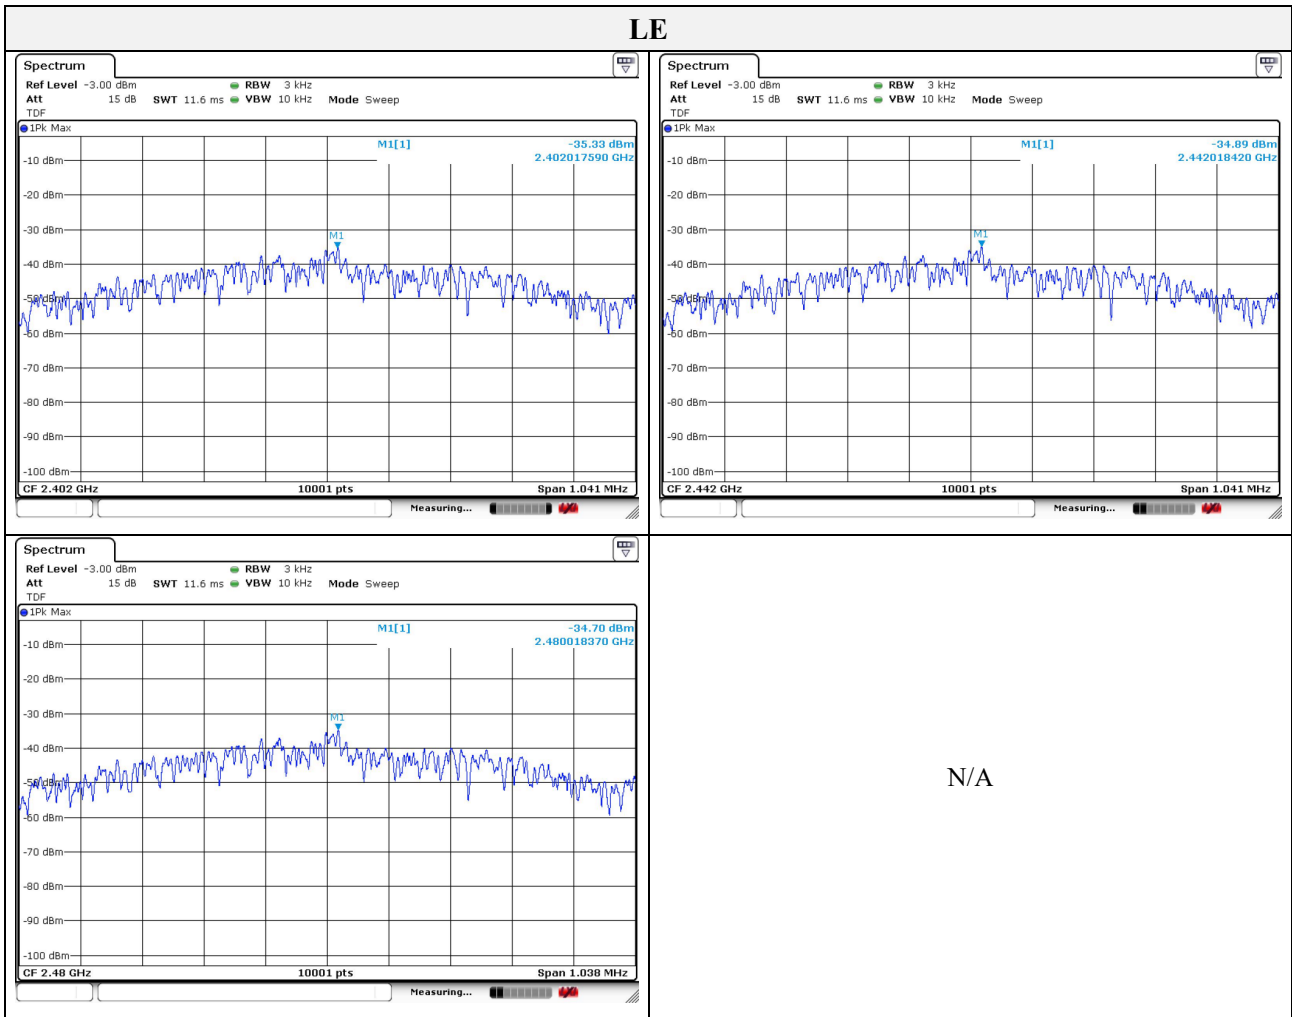 LE
Spectrum
Ref Level -3.00 dBm RBW 3 kHz
Att 15 dB SWT 11.6 ms VBW 10 kHz Mode Sweep
TDF
1Pk Max
M1[1] -35.33 dBm
2.402017590 GHz
M1
-10 dBm
-20 dBm
-30 dBm
-40 dBm
-50 dBm
-60 dBm
-70 dBm
-80 dBm
-90 dBm
-100 dBm
CF 2.402 GHz 10001 pts Span 1.041 MHz
Measuring...
Spectrum
Ref Level -3.00 dBm RBW 3 kHz
Att 15 dB SWT 11.6 ms VBW 10 kHz Mode Sweep
TDF
1Pk Max
M1[1] -34.89 dBm
2.442018420 GHz
M1
-10 dBm
-20 dBm
-30 dBm
-40 dBm
-50 dBm
-60 dBm
-70 dBm
-80 dBm
-90 dBm
-100 dBm
CF 2.442 GHz 10001 pts Span 1.041 MHz
Measuring...
Spectrum
Ref Level -3.00 dBm RBW 3 kHz
Att 15 dB SWT 11.6 ms VBW 10 kHz Mode Sweep
TDF
1Pk Max
M1[1] -34.70 dBm
2.480018370 GHz
M1
-10 dBm
-20 dBm
-30 dBm
-40 dBm
-50 dBm
-60 dBm
-70 dBm
-80 dBm
-90 dBm
-100 dBm
CF 2.48 GHz 10001 pts Span 1.038 MHz
Measuring...
N/A